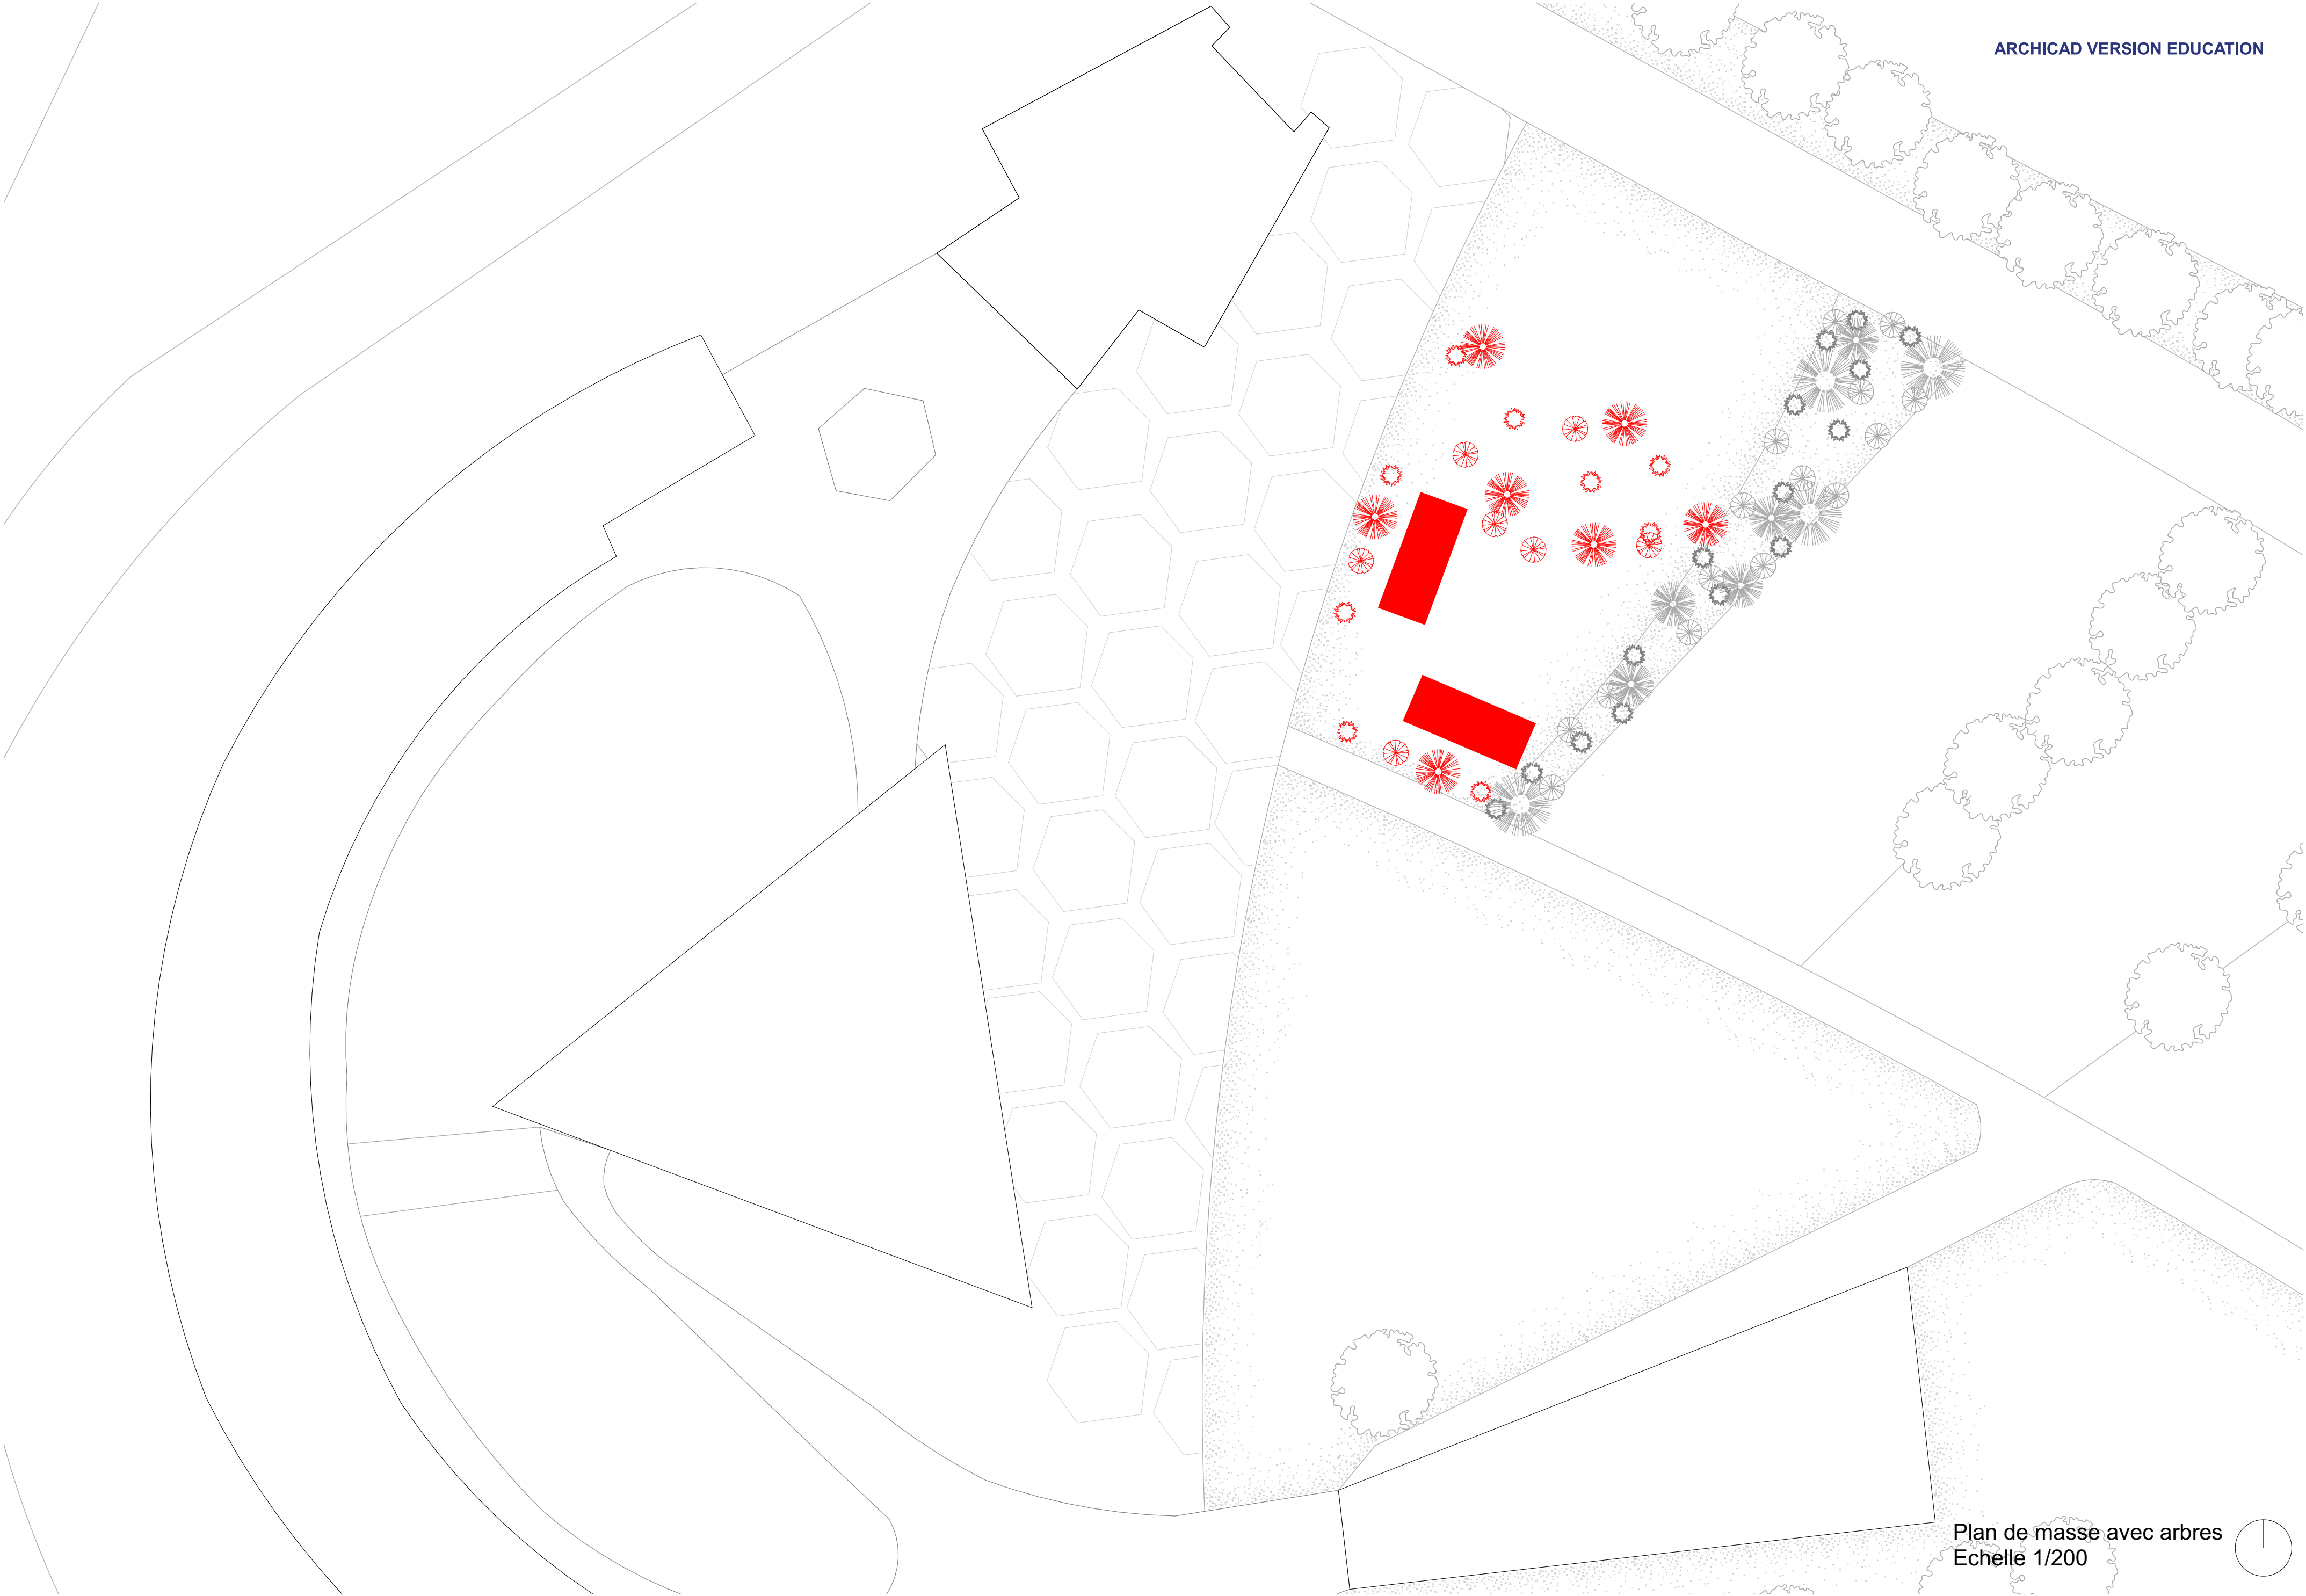 ARCHICAD VERSION EDUCATION
Plan de masse avec arbres
Echelle 1/200